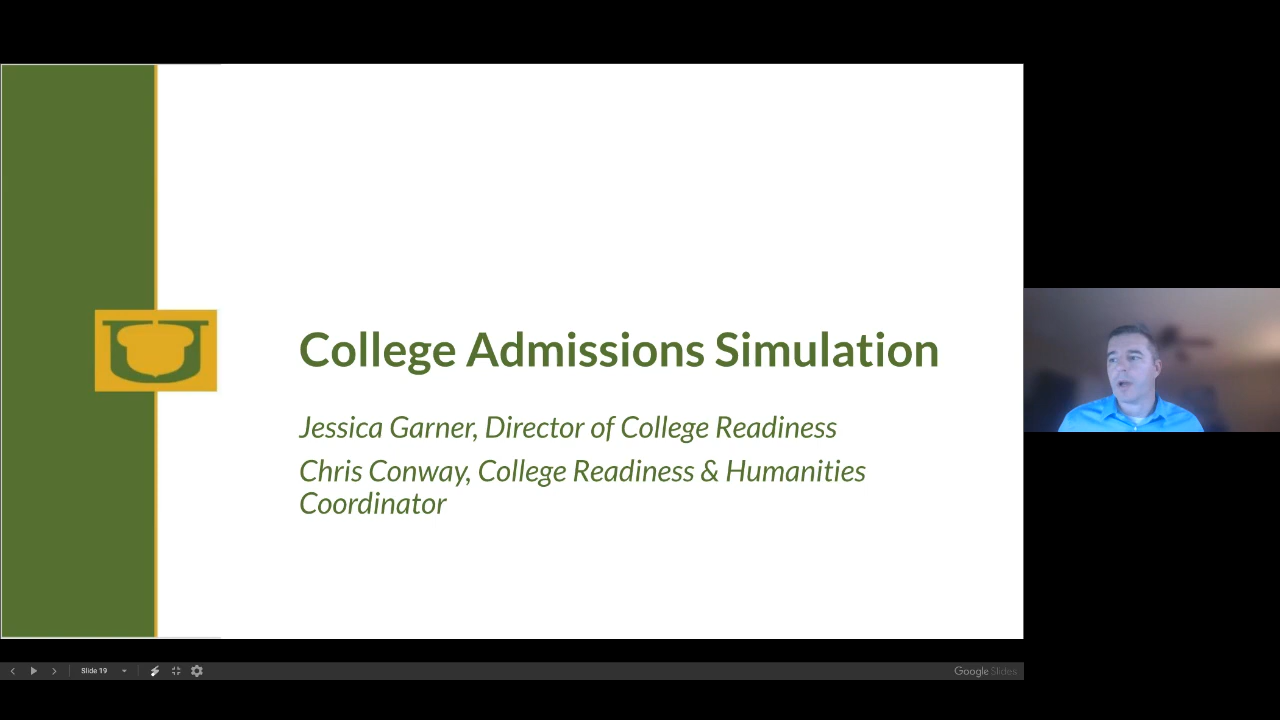 College Admissions Simulation
Jessica Garner, Director of College Readiness
Chris Conway, College Readiness & Humanities
Coordinator
Slide 19
Google Slides